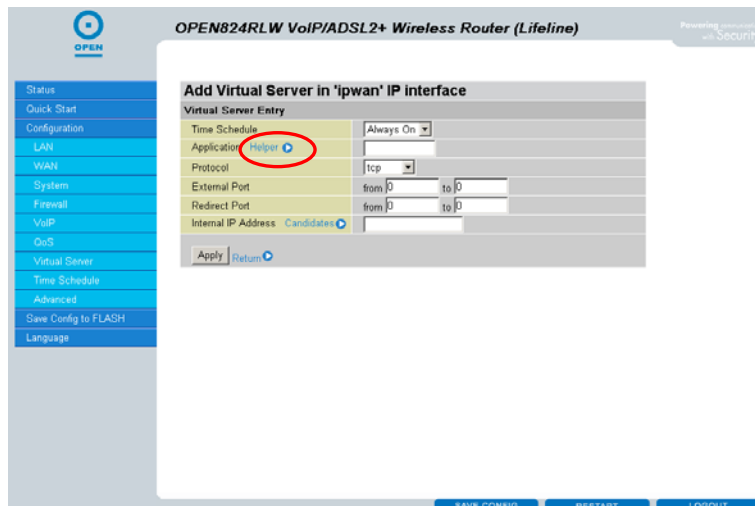 OPEN
OPEN824RLW VoIP/ADSL2+ Wireless Router (Lifeline)
Powering
with Securit
Status
Quick Start
Configuration
LAN
WAN
System
Firewall
VoIP
QoS
Virtual Server
Time Schedule
Advanced
Save Config to FLASH
Language
Add Virtual Server in 'ipwan' IP interface
Virtual Server Entry
Time Schedule Always On
Application Helper
Protocol tcp
External Port from 0 to 0
Redirect Port from 0 to 0
Internal IP Address Candidates
Apply Return
SAVE CONFIG RESTART LOGOUT